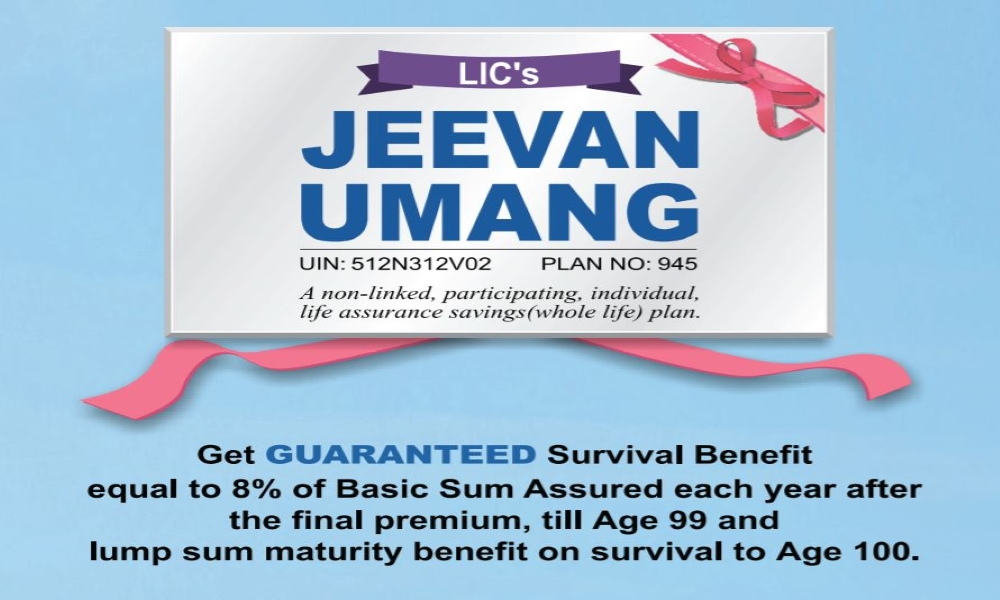 LIC's
JEEVAN
UMANG
UIN: 512N312V02 PLAN NO: 945
A non-linked, participating, individual,
life assurance savings(whole life) plan.
Get GUARANTEED Survival Benefit
equal to 8% of Basic Sum Assured each year after
the final premium, till Age 99 and
lump sum maturity benefit on survival to Age 100.